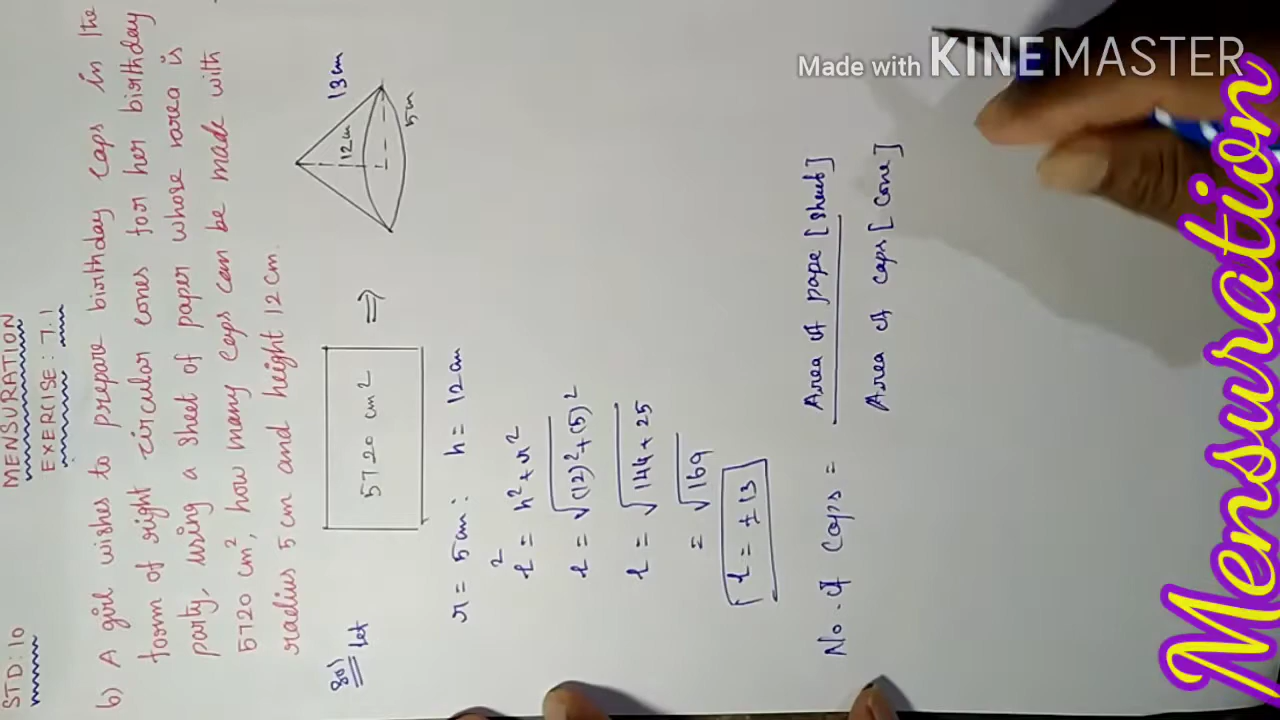 STD: 10
MENSURATION
EXERCISE: 7.1
b) A girl wishes to prepare birthday caps in the
form of right circular cones for her birthday
party, using a sheet of paper whose area is
5720 cm², how many caps can be made with
radius 5 cm and height 12 cm.
Sol) let
5720 cm² ⇒
12cm
13cm
5m
r = 5cm: h = 12cm
l² = h² + r²
l = √(12)² + (5)²
l = √144 + 25
= √169
l = ± 13
No. of Caps = Area of pape [sheet]
Area of caps [cone]
Made with KINEMASTER
Mensuration